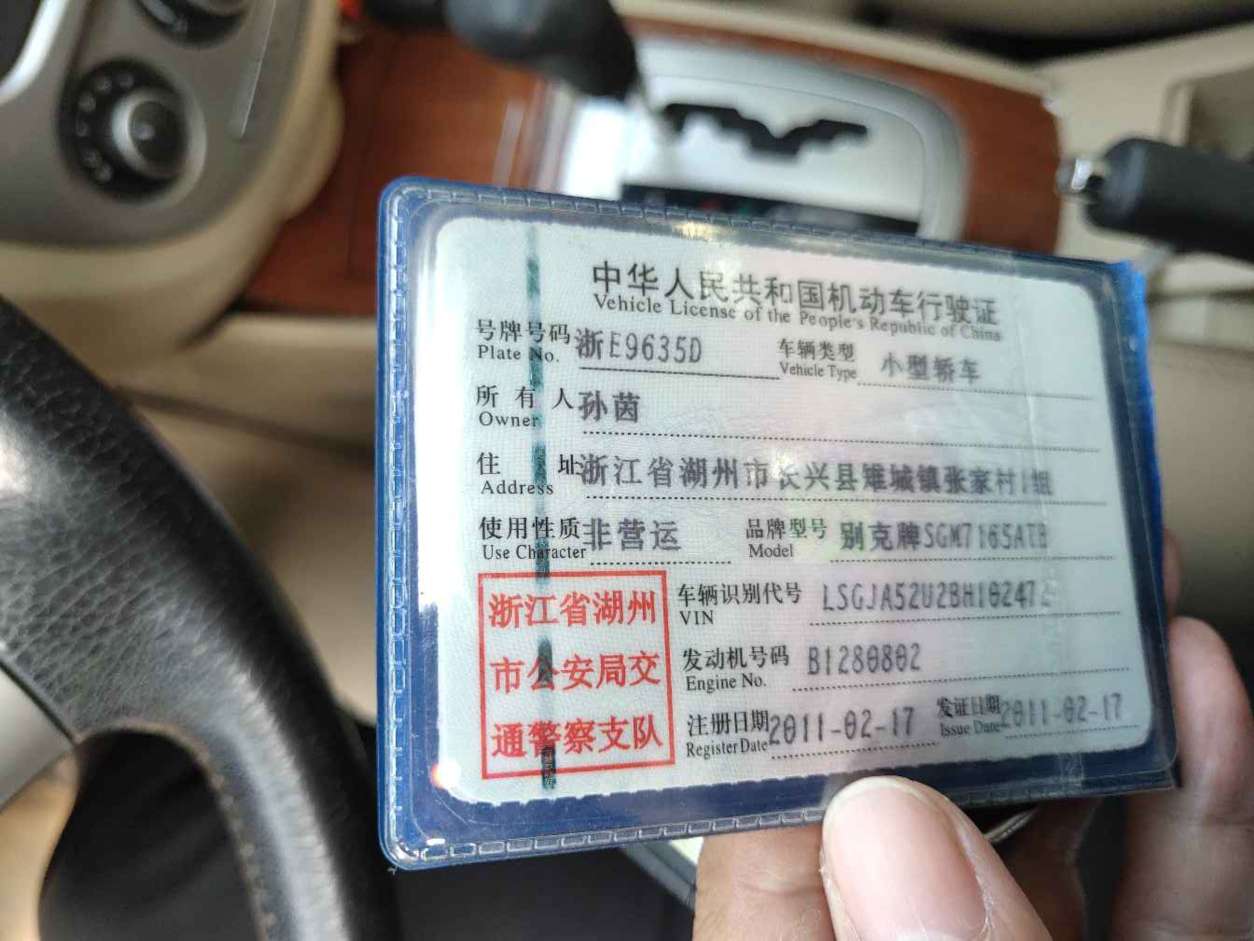 中华人民共和国机动车行驶证
Vehicle License of the People's Republic of China
号牌号码 浙E9635D 车辆类型 小型轿车
Plate No. Vehicle Type
所有人 孙茵
Owner
住址 浙江省湖州市长兴县雉城镇张家村1组
Address
使用性质 非营运 品牌型号 别克牌SGM7165ATB
Use Character Model
浙江省湖州
市公安局交
通警察支队
车辆识别代号 LSGJA52U2BH102472
VIN
发动机号码 B1280802
Engine No.
注册日期 2011-02-17 发证日期 2011-02-17
Register Date Issue Date